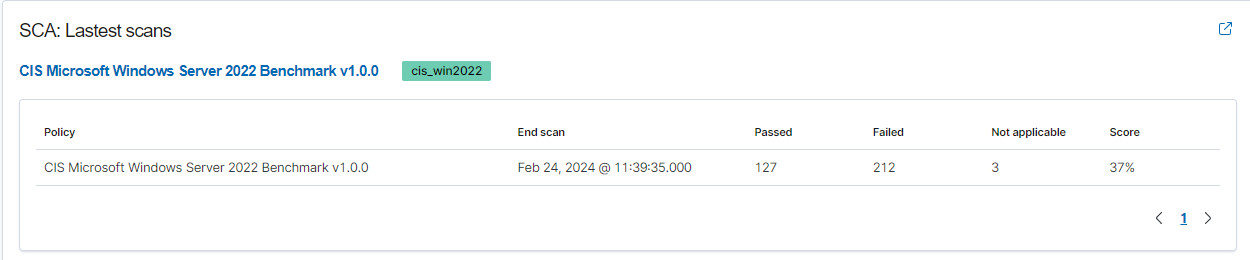 SCA: Lastest scans
CIS Microsoft Windows Server 2022 Benchmark v1.0.0 cis_win2022
Policy End scan Passed Failed Not applicable Score
CIS Microsoft Windows Server 2022 Benchmark v1.0.0 Feb 24, 2024 @ 11:39:35.000 127 212 3 37%
1